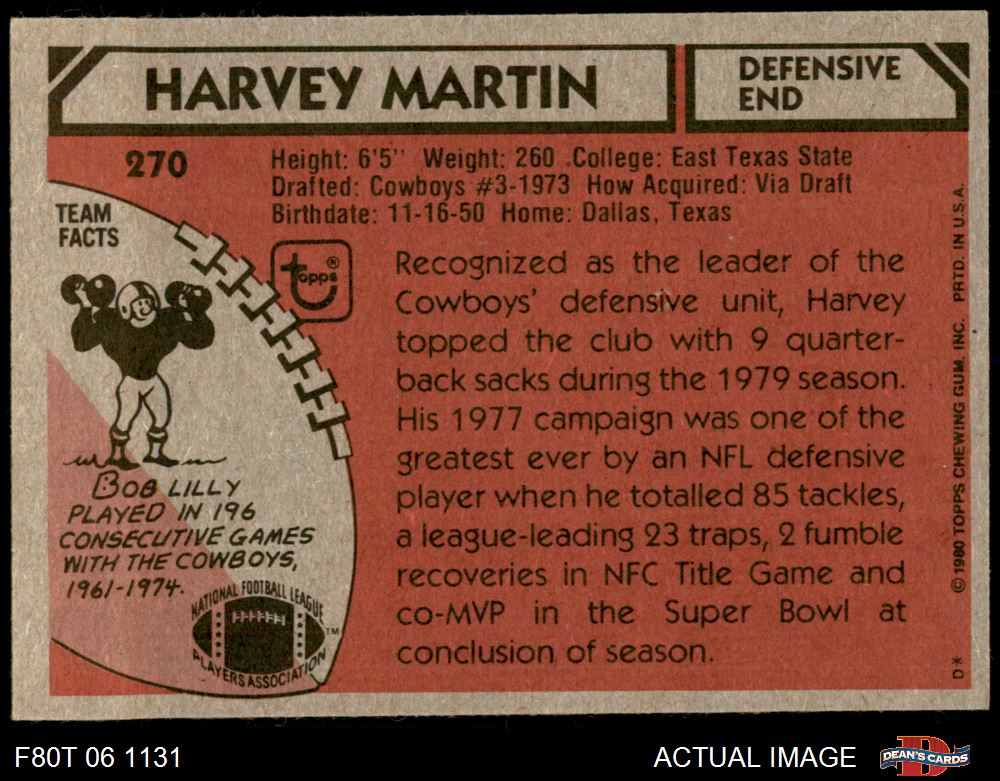 HARVEY MARTIN
DEFENSIVE
END
270
Height: 6'5" Weight: 260 College: East Texas State
Drafted: Cowboys #3-1973 How Acquired: Via Draft
Birthdate: 11-16-50 Home: Dallas, Texas
TEAM
FACTS
topps®
Recognized as the leader of the
Cowboys' defensive unit, Harvey
topped the club with 9 quarter-
back sacks during the 1979 season.
His 1977 campaign was one of the
greatest ever by an NFL defensive
player when he totalled 85 tackles,
a league-leading 23 traps, 2 fumble
recoveries in NFC Title Game and
co-MVP in the Super Bowl at
conclusion of season.
BOB LILLY
PLAYED IN 196
CONSECUTIVE GAMES
WITH THE COWBOYS,
1961-1974.
NATIONAL FOOTBALL LEAGUE
PLAYERS ASSOCIATION
TM
© 1980 TOPPS CHEWING GUM, INC. PRTD. IN U.S.A.
D*
F80T 06 1131
ACTUAL IMAGE
D
DEAN'S CARDS